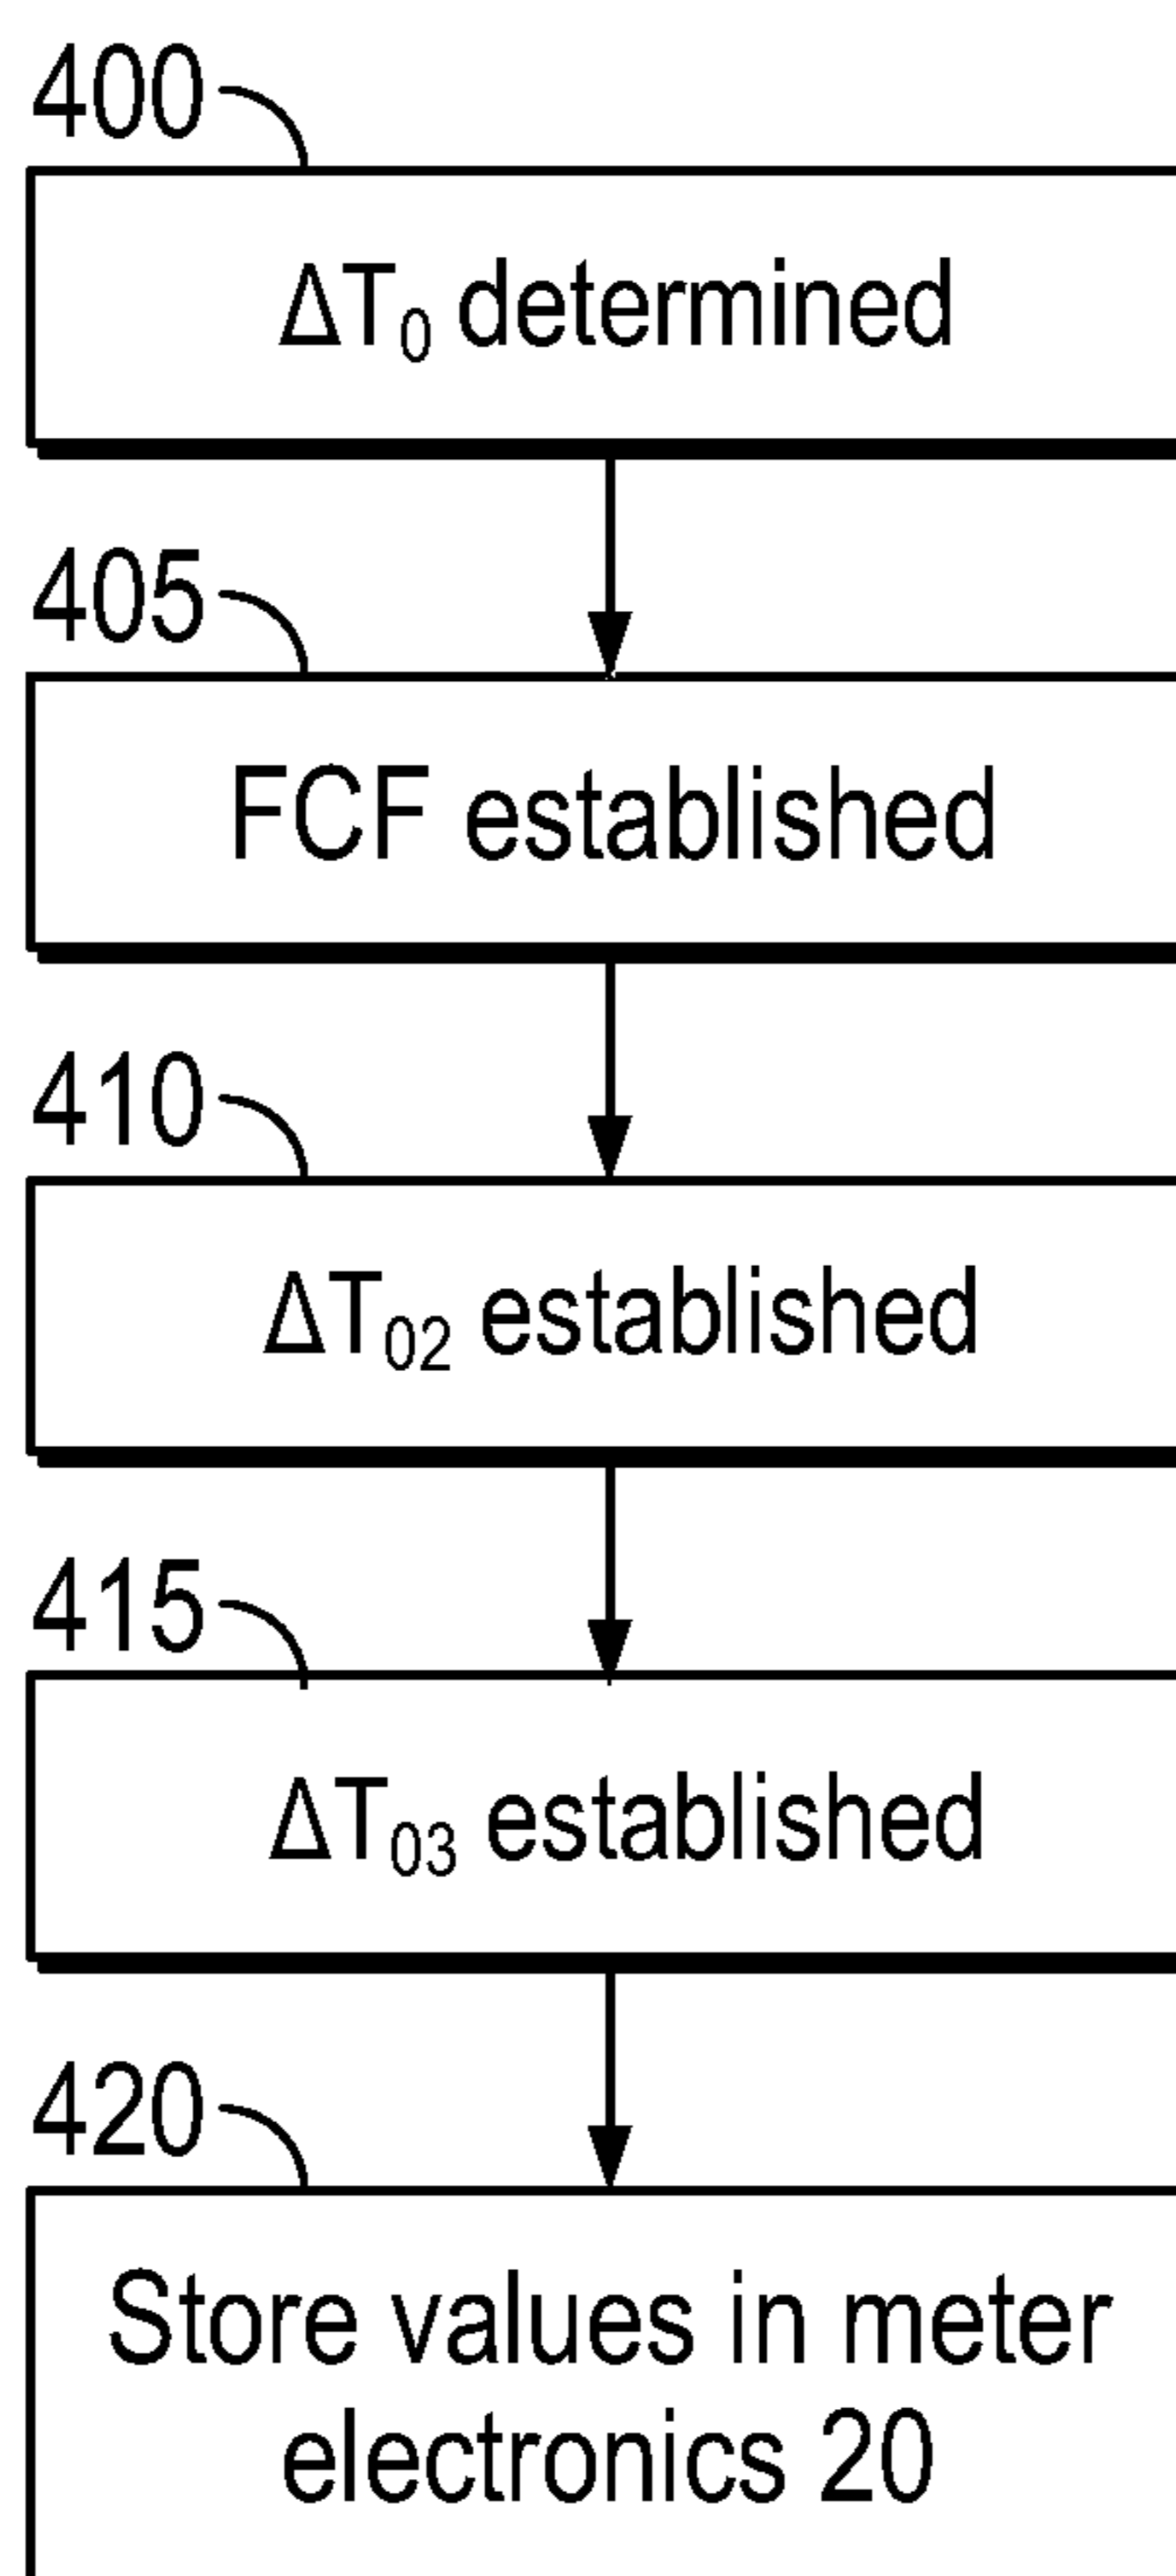 400
ΔT₀ determined
405
FCF established
410
ΔT₀₂ established
415
ΔT₀₃ established
420
Store values in meter
electronics 20